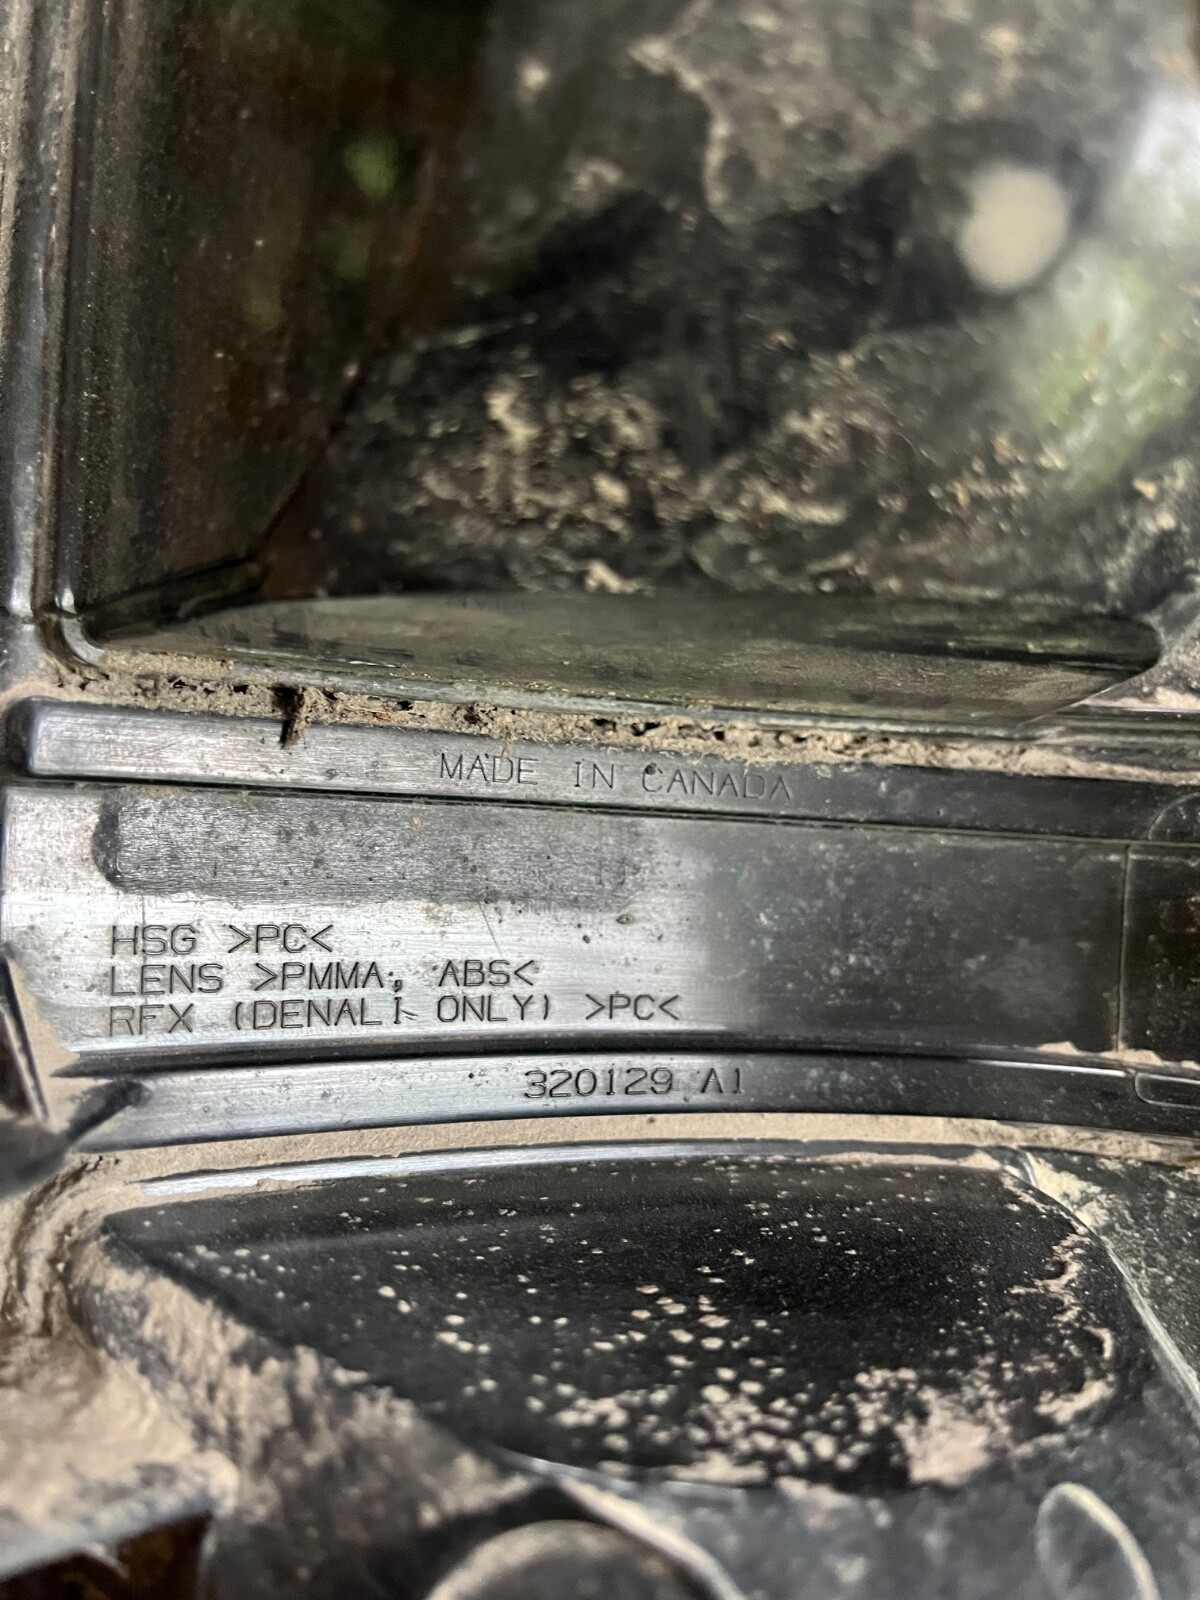 MADE IN CANADA
HSG >PC<
LENS >PMMA, ABS<
RFX (DENALI ONLY) >PC<
320129 A1